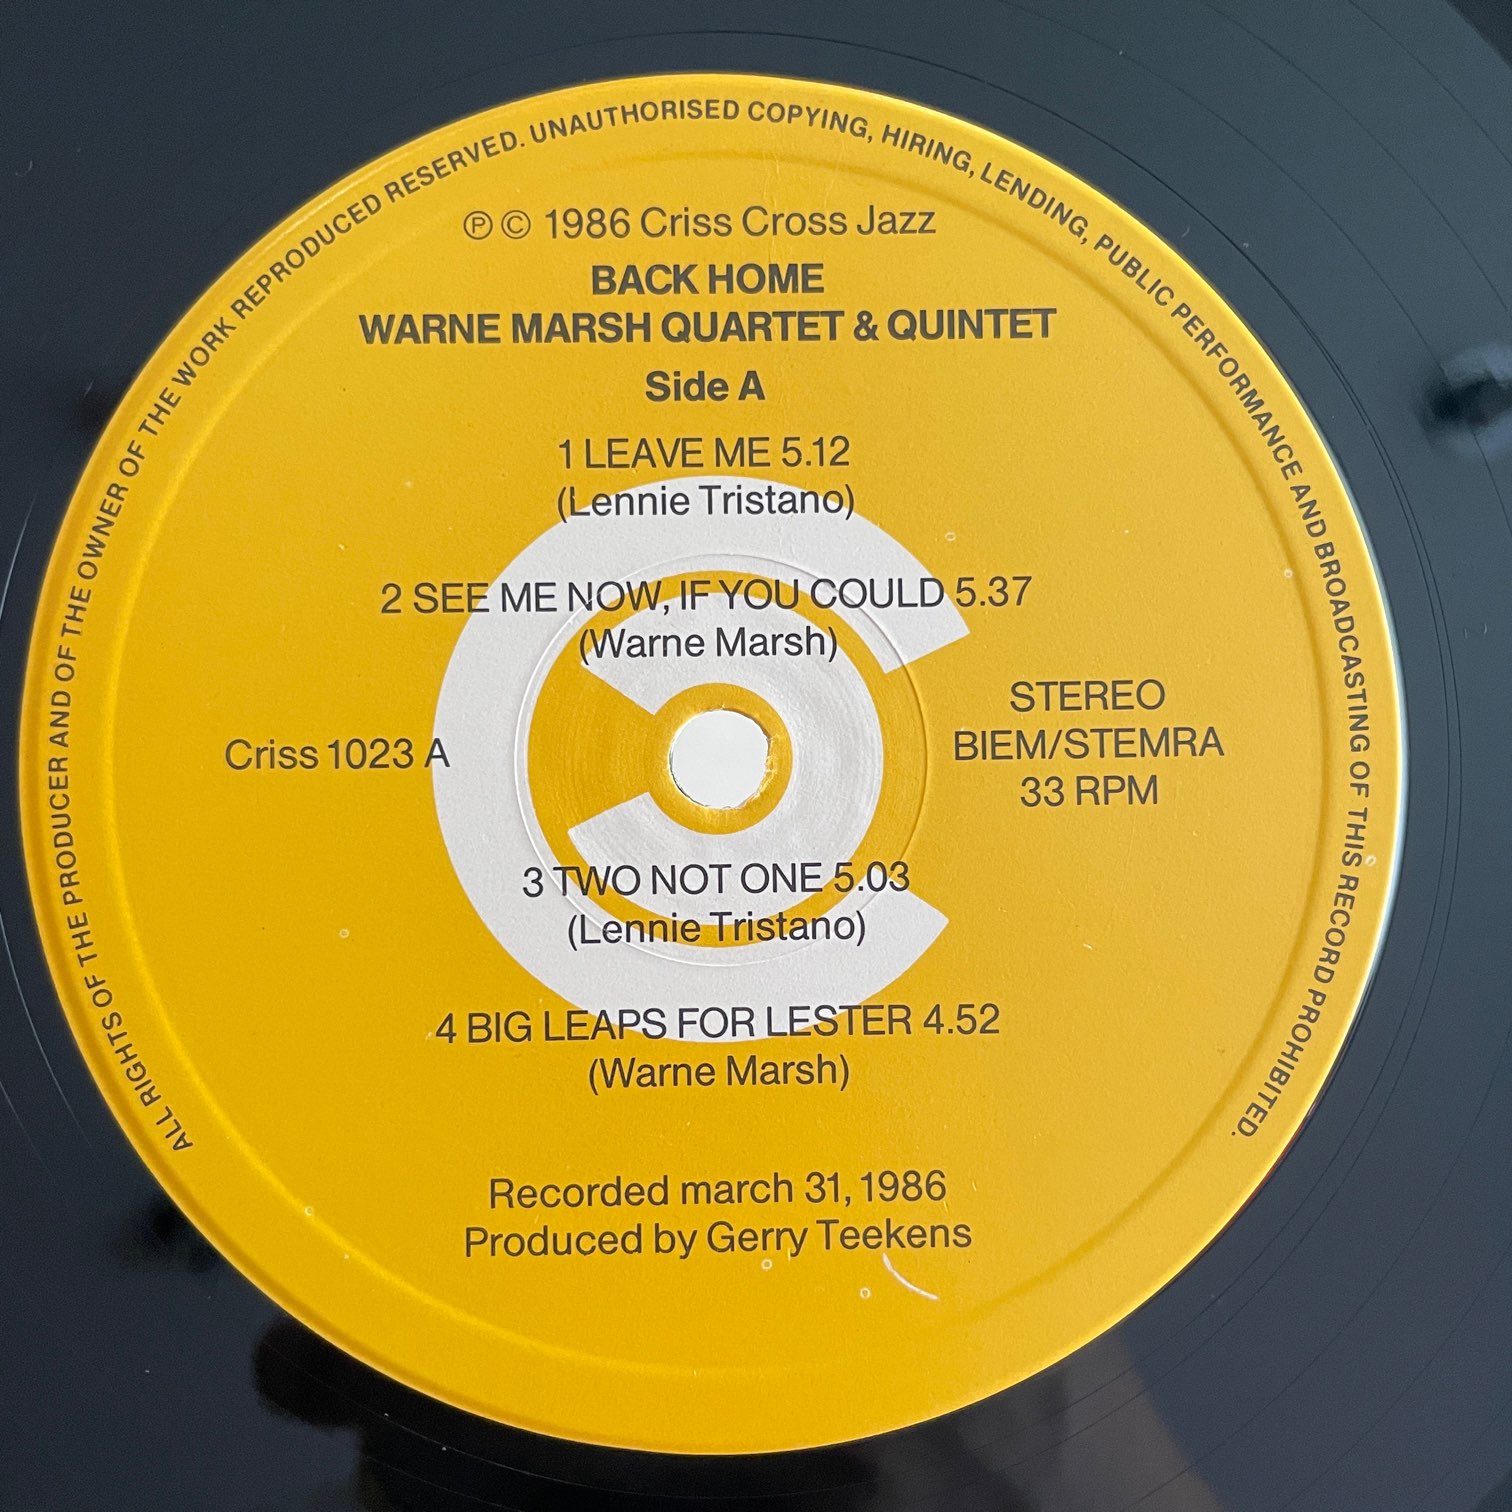 ALL RIGHTS OF THE PRODUCER AND OF THE OWNER OF THE WORK REPRODUCED RESERVED. UNAUTHORISED COPYING, HIRING, LENDING, PUBLIC PERFORMANCE AND BROADCASTING OF THIS RECORD PROHIBITED.
Ⓟ © 1986 Criss Cross Jazz
BACK HOME
WARNE MARSH QUARTET & QUINTET
Side A
1 LEAVE ME 5.12
(Lennie Tristano)
2 SEE ME NOW, IF YOU COULD 5.37
(Warne Marsh)
Criss 1023 A
STEREO
BIEM/STEMRA
33 RPM
3 TWO NOT ONE 5.03
(Lennie Tristano)
4 BIG LEAPS FOR LESTER 4.52
(Warne Marsh)
Recorded march 31, 1986
Produced by Gerry Teekens